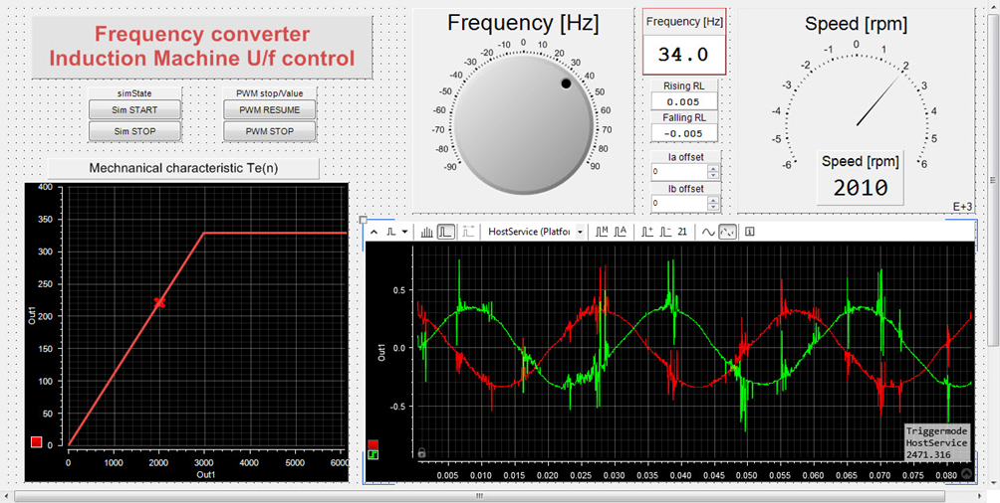 Frequency converter
Induction Machine U/f control
simState
Sim START
Sim STOP
PWM stop/Value
PWM RESUME
PWM STOP
Mechnanical characteristic Te(n)
400
350
300
250
200
150
100
50
0
Out1
0 1000 2000 3000 4000 5000 6000
Out1
Frequency [Hz]
-90 -80 -70 -60 -50 -40 -30 -20 -10 0 10 20 30 40 50 60 70 80 90
Frequency [Hz]
34.0
Rising RL
0.005
Falling RL
-0.005
Ia offset
0
Ib offset
0
Speed [rpm]
-6 -5 -4 -3 -2 -1 0 1 2 3 4 5 6
Speed [rpm]
2010
E+3
HostService (Platfor
M A + - 21
0.5
0.0
-0.5
Out1
0.005 0.010 0.015 0.020 0.025 0.030 0.035 0.040 0.045 0.050 0.055 0.060 0.065 0.070 0.075 0.080
Triggermode
HostService
2471.316